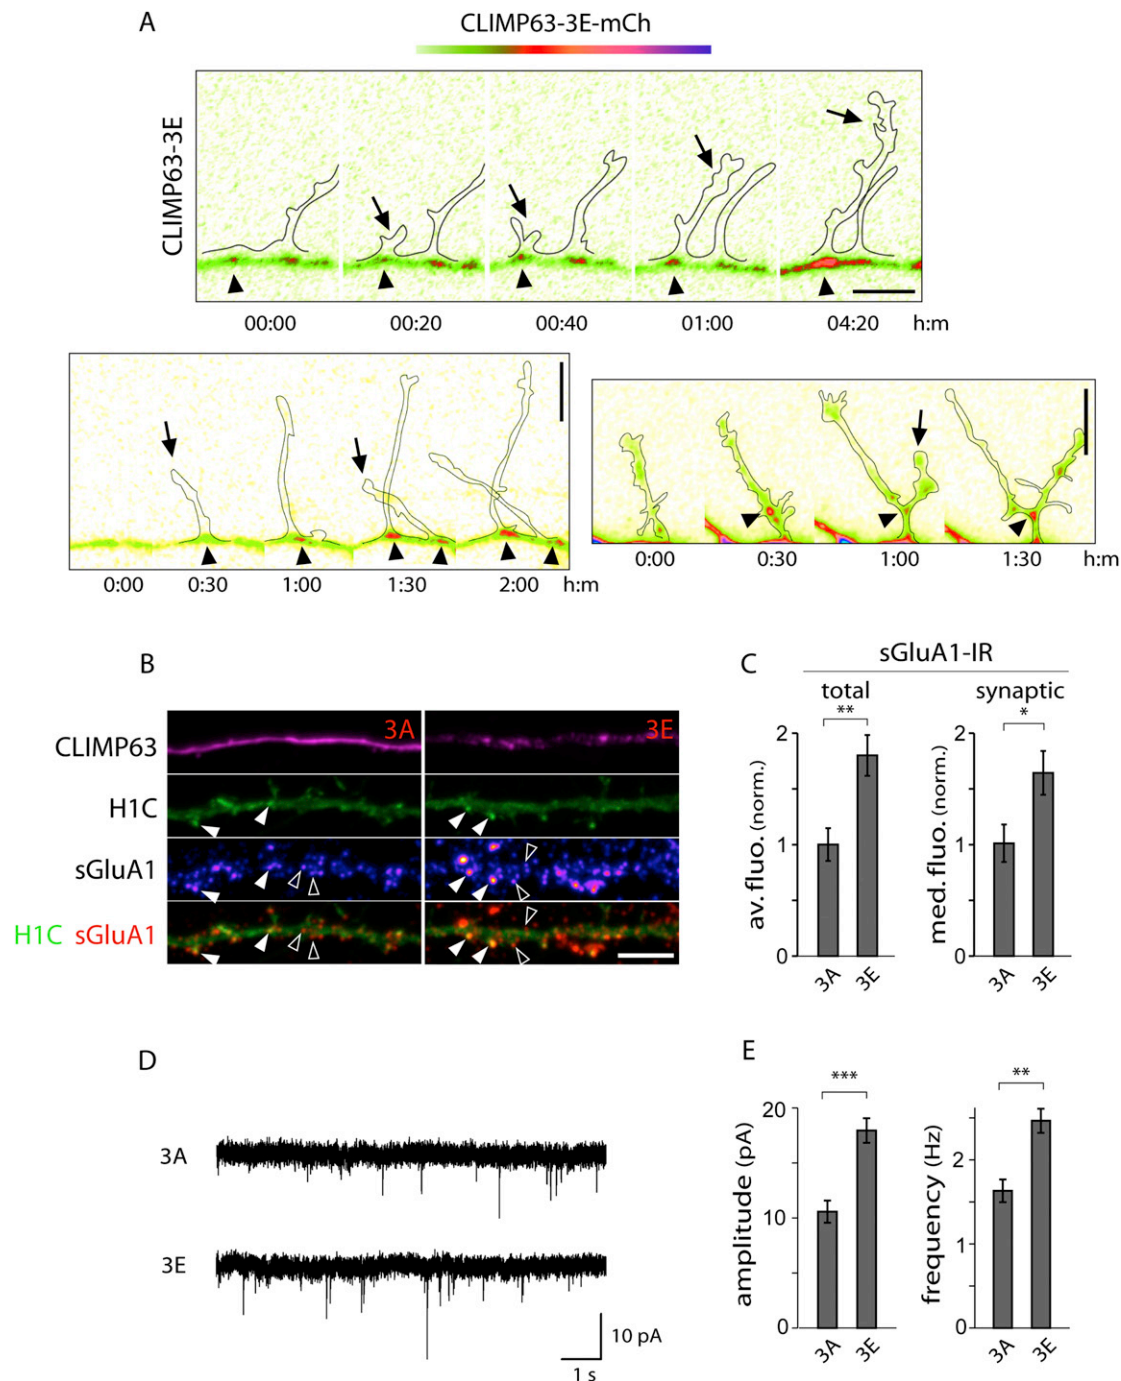 A
CLIMP63-3E-mCh
CLIMP63-3E
00:00 00:20 00:40 01:00 04:20 h:m
0:00 0:30 1:00 1:30 2:00 h:m
0:00 0:30 1:00 1:30 h:m
B
3A 3E
CLIMP63
H1C
sGluA1
H1C sGluA1
C
sGluA1-IR
total synaptic
** *
av. fluo. (norm.)
2
1
0
3A 3E
med. fluo. (norm.)
2
1
0
3A 3E
D
3A
3E
10 pA
1 s
E
*** **
amplitude (pA)
20
10
0
3A 3E
frequency (Hz)
2
1
0
3A 3E